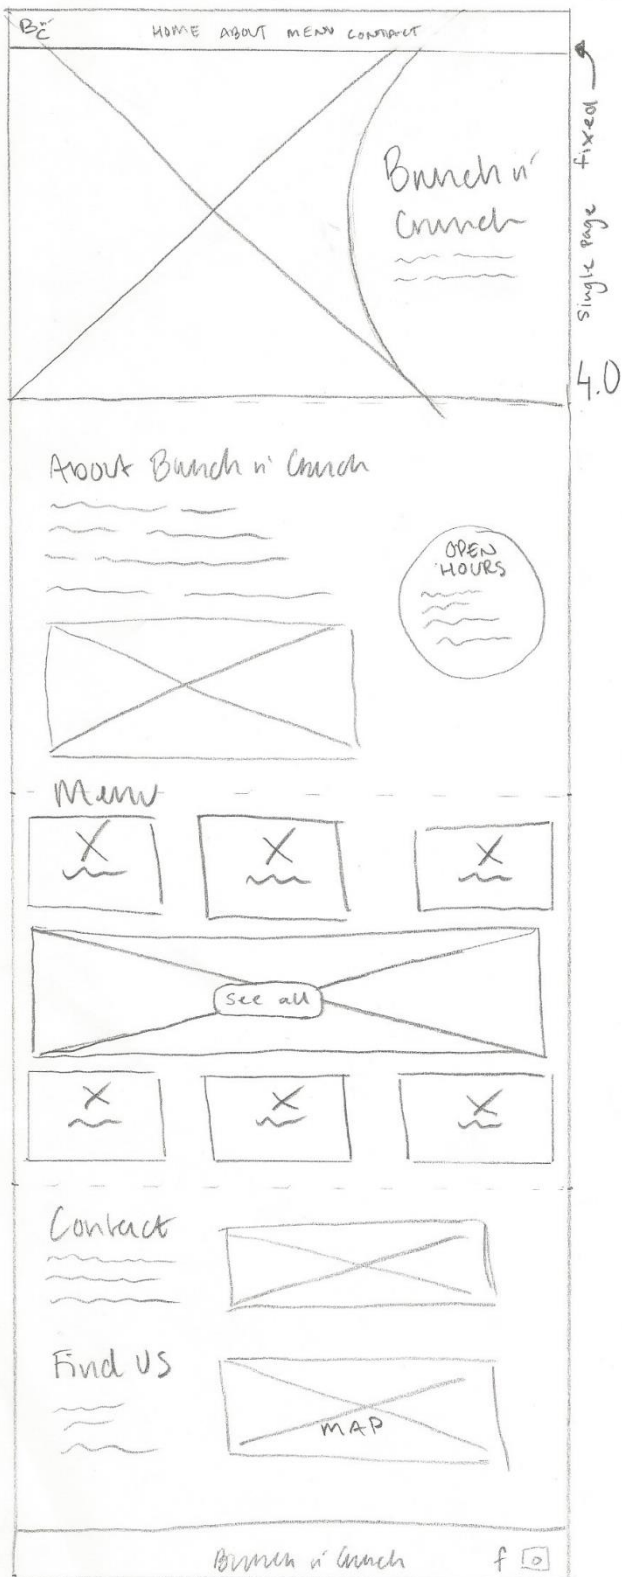 B n' C
HOME ABOUT MENU CONTACT
fixed
single page
4.0
Brunch n'
Crunch
About Brunch n' Crunch
OPEN
HOURS
Menu
See all
Contact
Find US
MAP
Brunch n' Crunch
f